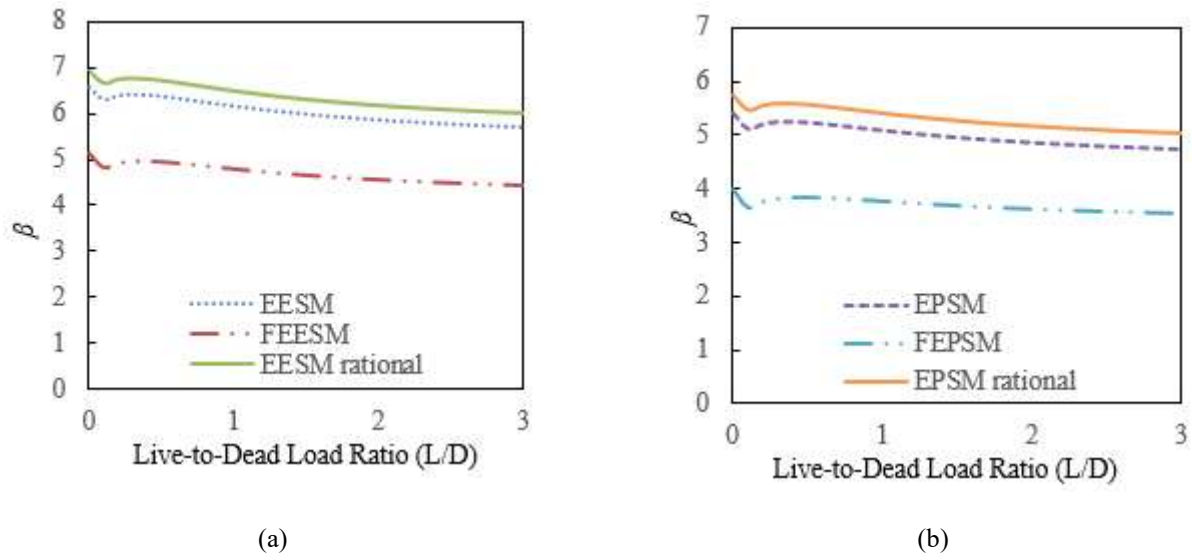 8
7
6
5
4
3
2
1
0
β
EESM
FEESM
EESM rational
0 1 2 3
Live-to-Dead Load Ratio (L/D)
(a)
7
6
5
4
3
2
1
0
β
EPSM
FEPSM
EPSM rational
0 1 2 3
Live-to-Dead Load Ratio (L/D)
(b)